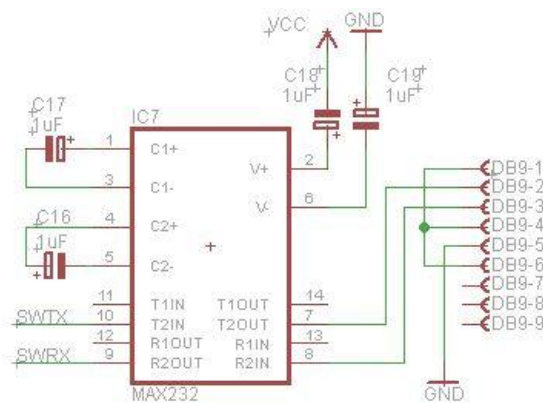 VCC
GND
C18
1uF
C19
1uF
C17
1uF
IC7
1
C1+
3
C1-
V+
2
V-
6
4
C2+
C16
1uF
5
C2-
11
T1IN
T1OUT
14
SWTX
10
T2IN
T2OUT
7
12
R1OUT
R1IN
13
SWRX
9
R2OUT
R2IN
8
MAX232
DB9-1
DB9-2
DB9-3
DB9-4
DB9-5
DB9-6
DB9-7
DB9-8
DB9-9
GND